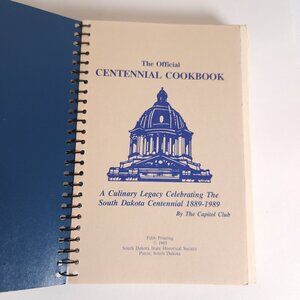 The Official
CENTENNIAL COOKBOOK
A Culinary Legacy Celebrating The
South Dakota Centennial 1889-1989
By The Capitol Club
Fifth Printing
South Dakota State Historical Society
Pierre, South Dakota